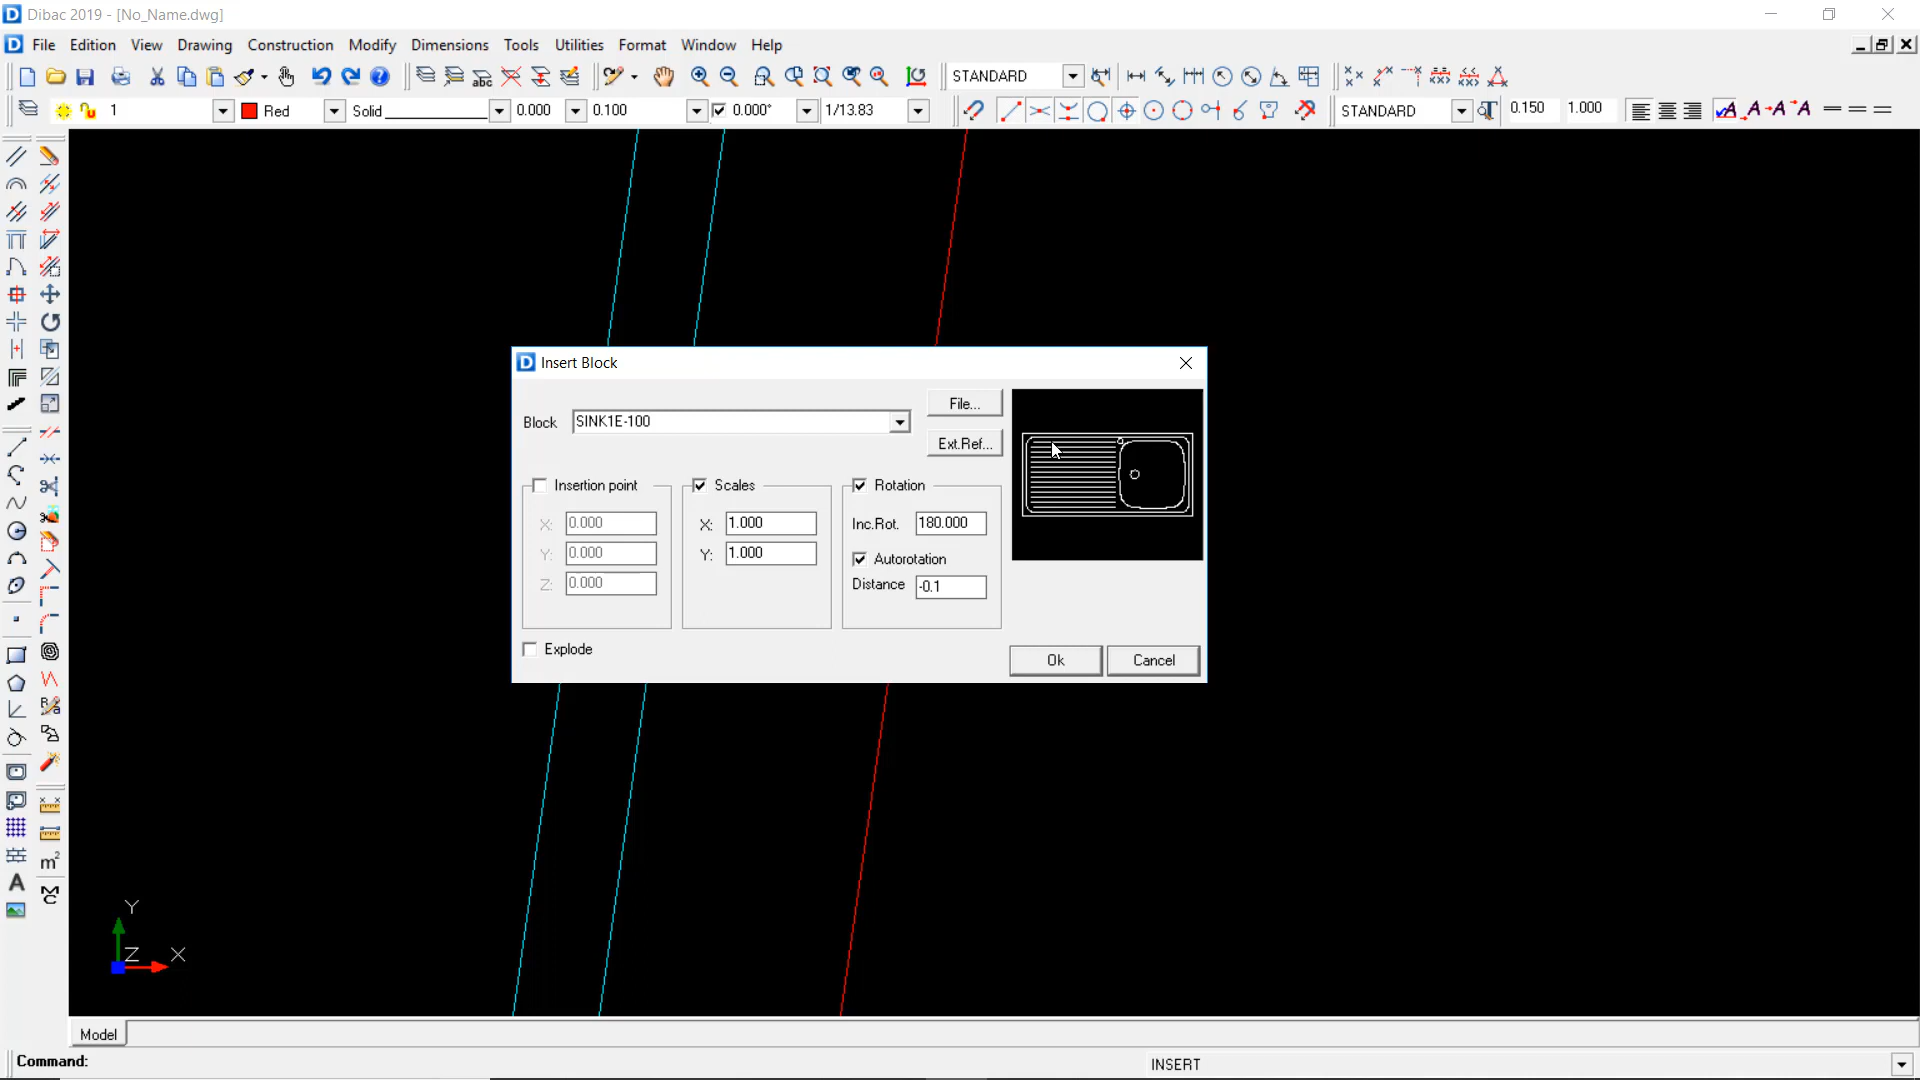 Dibac 2019 - [No_Name.dwg]
File Edition View Drawing Construction Modify Dimensions Tools Utilities Format Window Help
STANDARD
1 Red Solid 0.000 0.100 0.000° 1/13.83 STANDARD 0.150 1.000
Insert Block
Block SINK1E-100 File...
Ext.Ref...
Insertion point Scales Rotation
X: 0.000 X: 1.000 Inc.Rot. 180.000
Y: 0.000 Y: 1.000 Autorotation
Z: 0.000 Distance -0.1
Explode
Ok Cancel
Y
Z X
Model
Command: INSERT